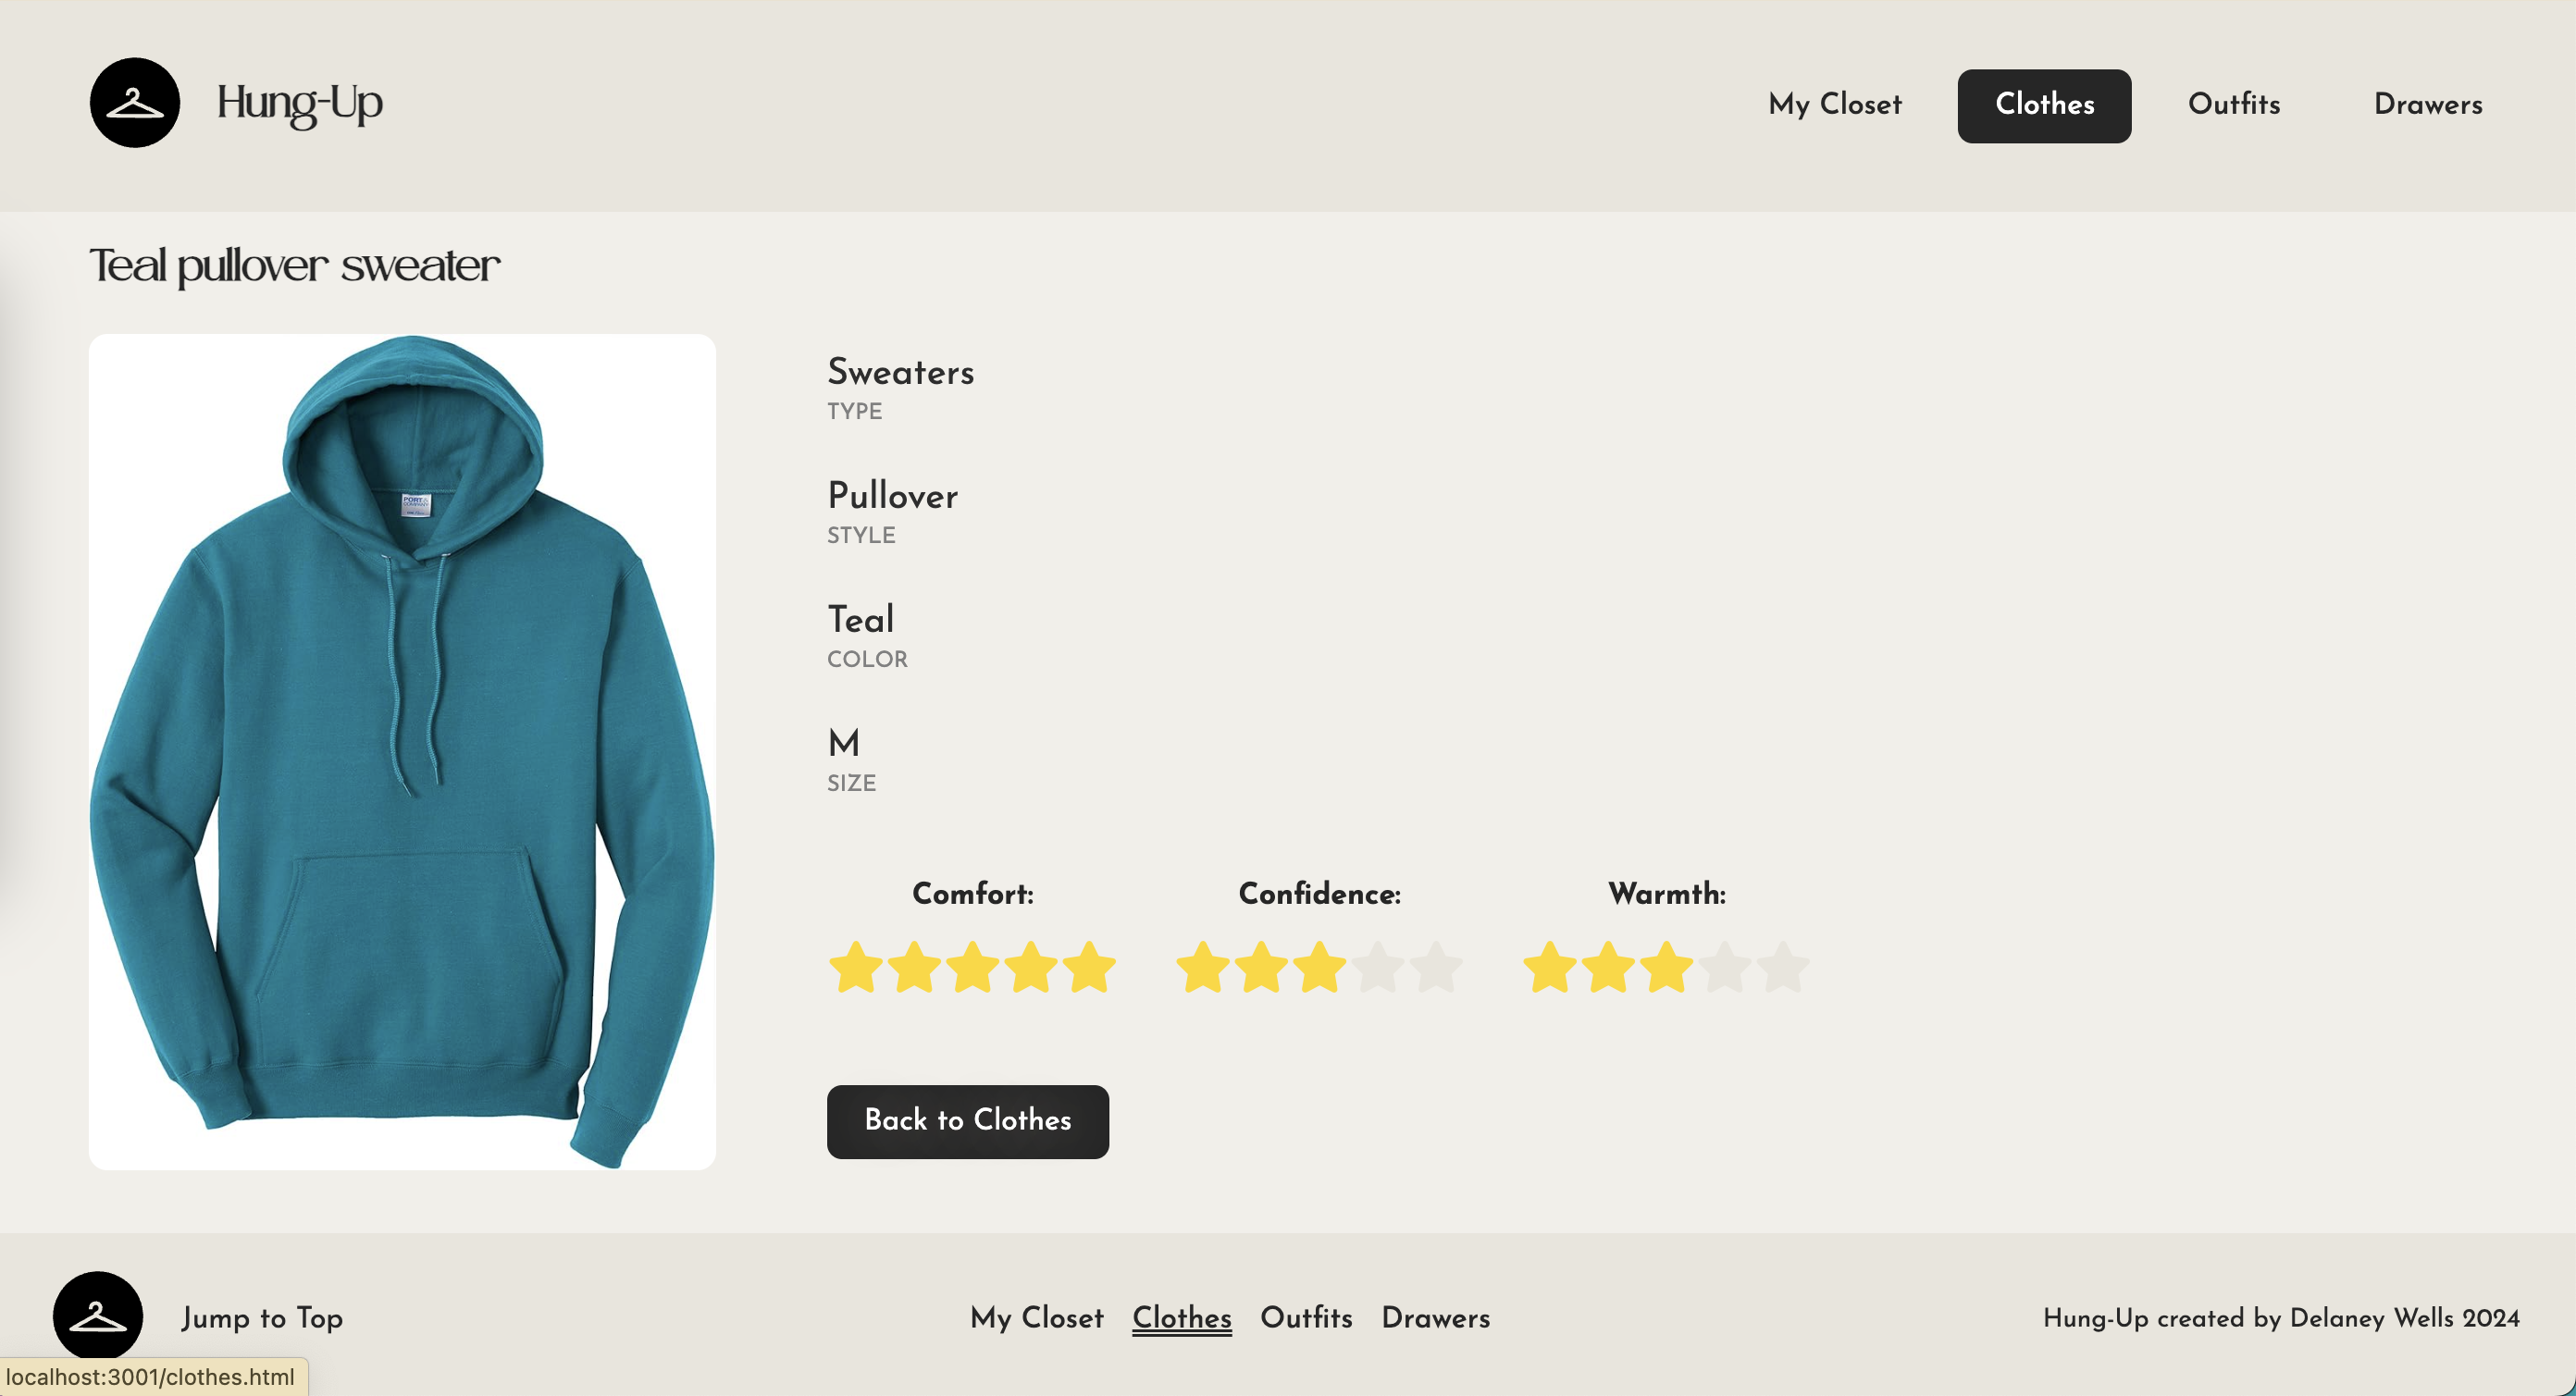 Hung-Up
My Closet
Clothes
Outfits
Drawers
Teal pullover sweater
PORT &
COMPANY
Sweaters
TYPE
Pullover
STYLE
Teal
COLOR
M
SIZE
Comfort:
Confidence:
Warmth:
Back to Clothes
Jump to Top
My Closet
Clothes
Outfits
Drawers
Hung-Up created by Delaney Wells 2024
localhost:3001/clothes.html